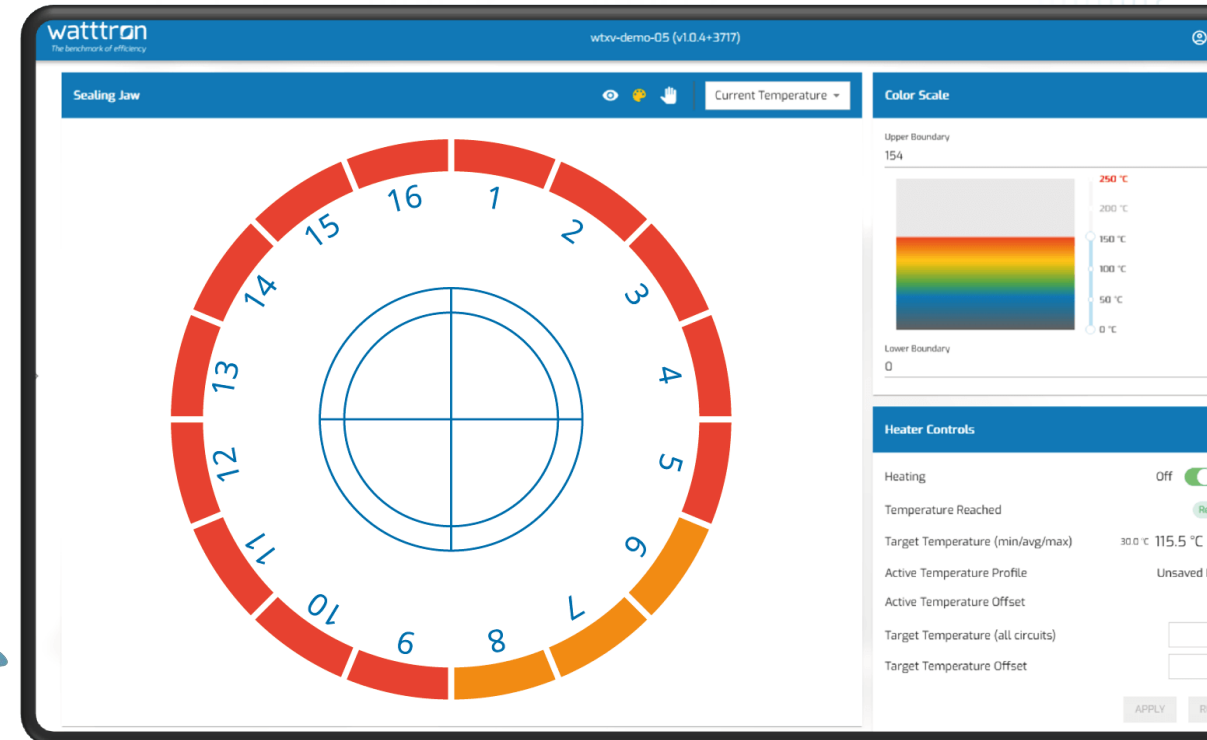 watttron
The benchmark of efficiency
wtxv-demo-05 (v1.0.4+3717)
Sealing Jaw
Current Temperature
1
2
3
4
5
6
7
8
9
10
11
12
13
14
15
16
Color Scale
Upper Boundary
154
250 °C
200 °C
150 °C
100 °C
50 °C
0 °C
Lower Boundary
0
Heater Controls
Heating Off
Temperature Reached
Target Temperature (min/avg/max) 30.0 °C 115.5 °C
Active Temperature Profile Unsaved
Active Temperature Offset
Target Temperature (all circuits)
Target Temperature Offset
APPLY